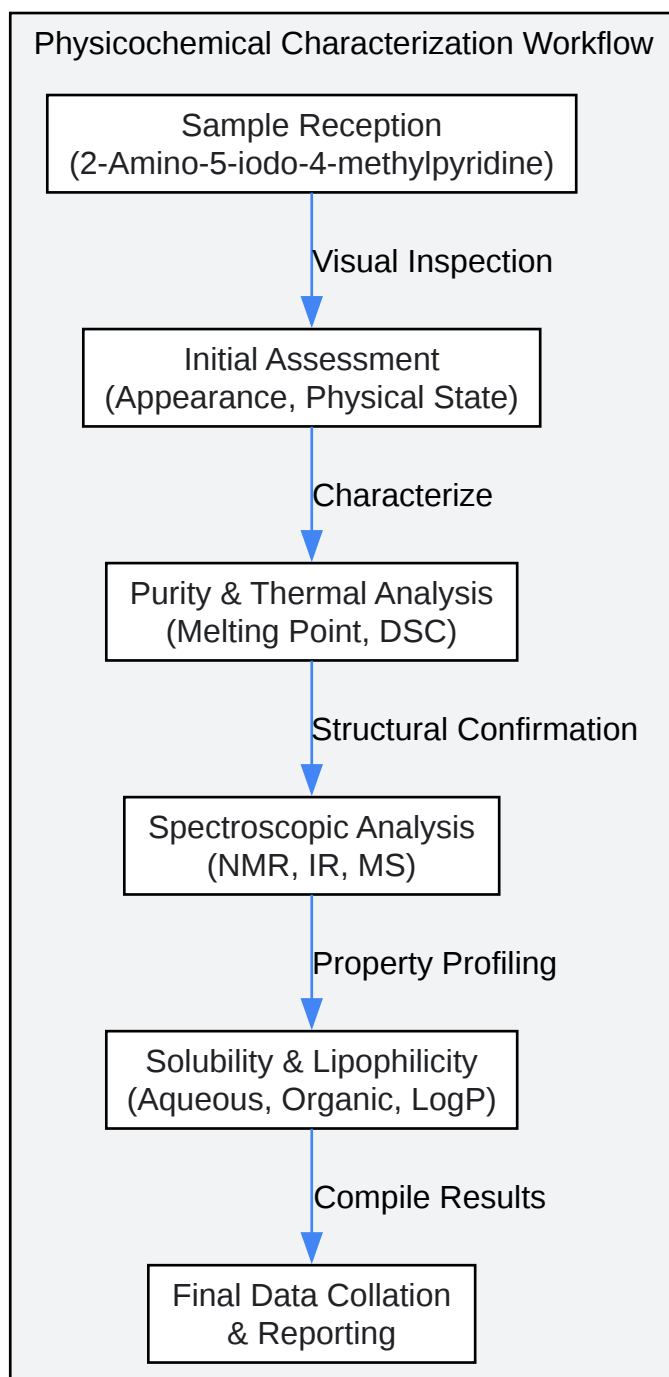 Physicochemical Characterization Workflow
Sample Reception
(2-Amino-5-iodo-4-methylpyridine)
Visual Inspection
Initial Assessment
(Appearance, Physical State)
Characterize
Purity & Thermal Analysis
(Melting Point, DSC)
Structural Confirmation
Spectroscopic Analysis
(NMR, IR, MS)
Property Profiling
Solubility & Lipophilicity
(Aqueous, Organic, LogP)
Compile Results
Final Data Collation
& Reporting